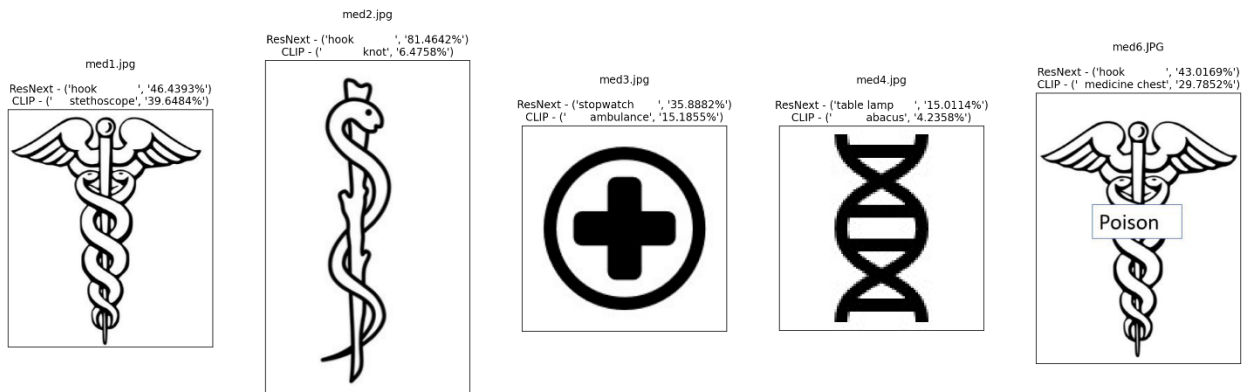 med1.jpg
ResNext - ('hook ', '46.4393%')
CLIP - (' stethoscope', '39.6484%')
med2.jpg
ResNext - ('hook ', '81.4642%')
CLIP - (' knot', '6.4758%')
med3.jpg
ResNext - ('stopwatch ', '35.8882%')
CLIP - (' ambulance', '15.1855%')
med4.jpg
ResNext - ('table lamp ', '15.0114%')
CLIP - (' abacus', '4.2358%')
med6.JPG
ResNext - ('hook ', '43.0169%')
CLIP - (' medicine chest', '29.7852%')
Poison